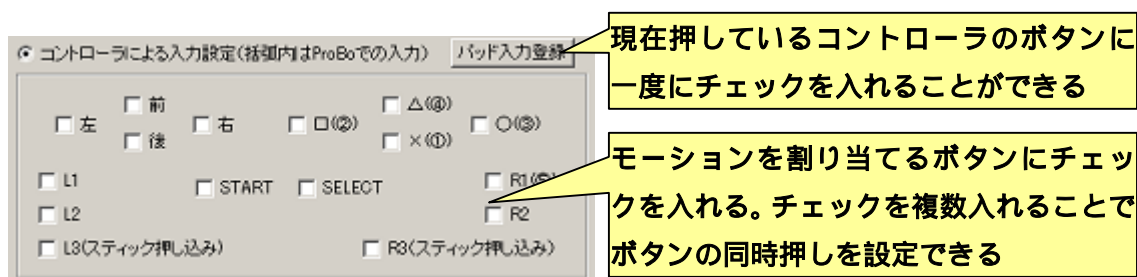 コントローラによる入力設定(括弧内はProBoでの入力)
パッド入力登録
現在押しているコントローラのボタンに
一度にチェックを入れることができる
前
△(④)
左
右
□(②)
○(③)
後
×(①)
モーションを割り当てるボタンにチェッ
クを入れる。チェックを複数入れることで
ボタンの同時押しを設定できる
L1
START
SELECT
R1
L2
R2
L3(スティック押し込み)
R3(スティック押し込み)